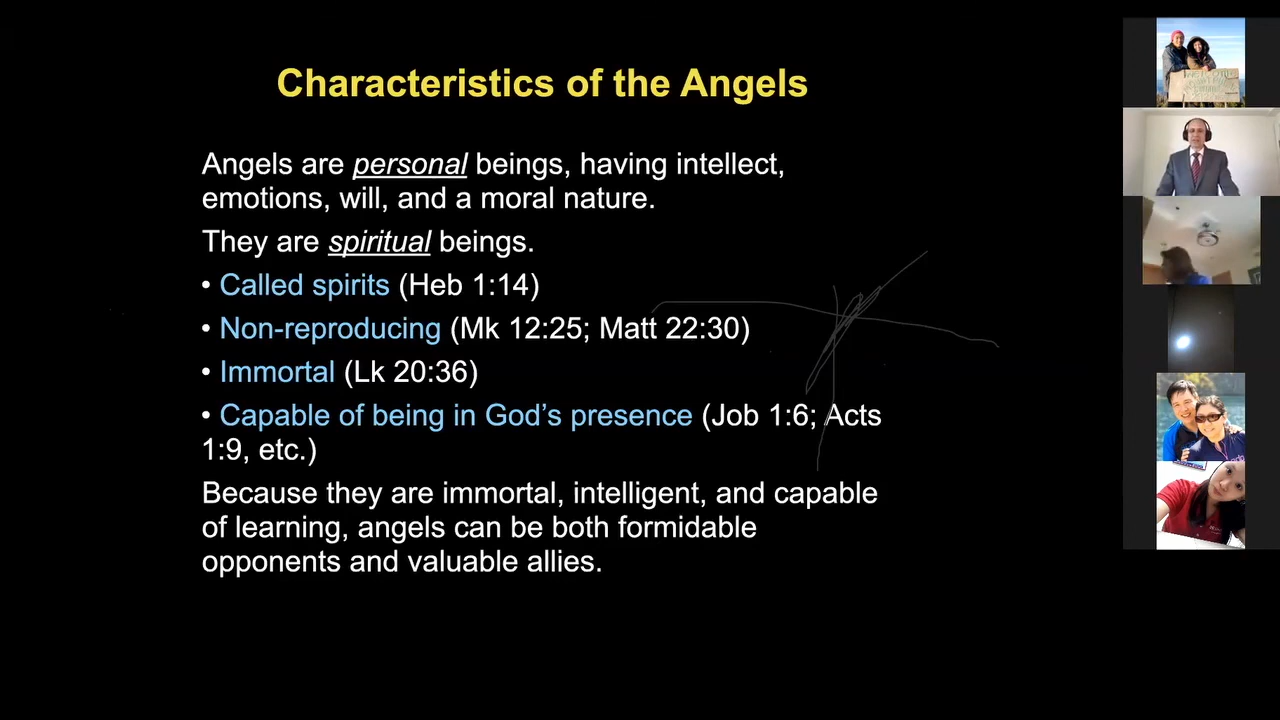 Characteristics of the Angels
Angels are personal beings, having intellect,
emotions, will, and a moral nature.
They are spiritual beings.
• Called spirits (Heb 1:14)
• Non-reproducing (Mk 12:25; Matt 22:30)
• Immortal (Lk 20:36)
• Capable of being in God’s presence (Job 1:6; Acts
1:9, etc.)
Because they are immortal, intelligent, and capable
of learning, angels can be both formidable
opponents and valuable allies.